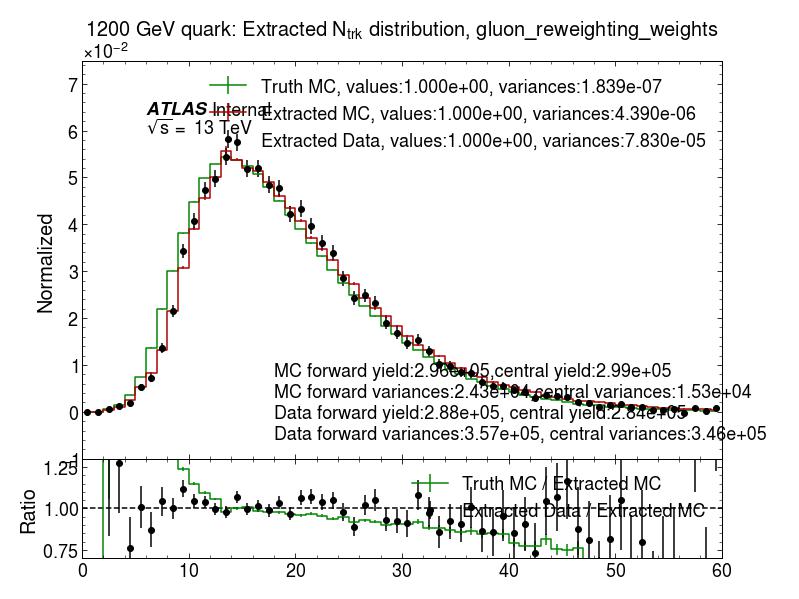 1200 GeV quark: Extracted Ntrk distribution, gluon_reweighting_weights
×10⁻²
Truth MC, values:1.000e+00, variances:1.839e-07
ATLAS Internal
Extracted MC, values:1.000e+00, variances:4.390e-06
√s = 13 TeV
Extracted Data, values:1.000e+00, variances:7.830e-05
7
6
5
4
3
2
1
0
1
Normalized
MC forward yield:2.96e+05,central yield:2.99e+05
MC forward variances:2.43e+04,central variances:1.53e+04
Data forward yield:2.88e+05, central yield:2.84e+05
Data forward variances:3.57e+05, central variances:3.46e+05
1.25
1.00
0.75
Ratio
Truth MC / Extracted MC
Extracted Data / Extracted MC
0 10 20 30 40 50 60